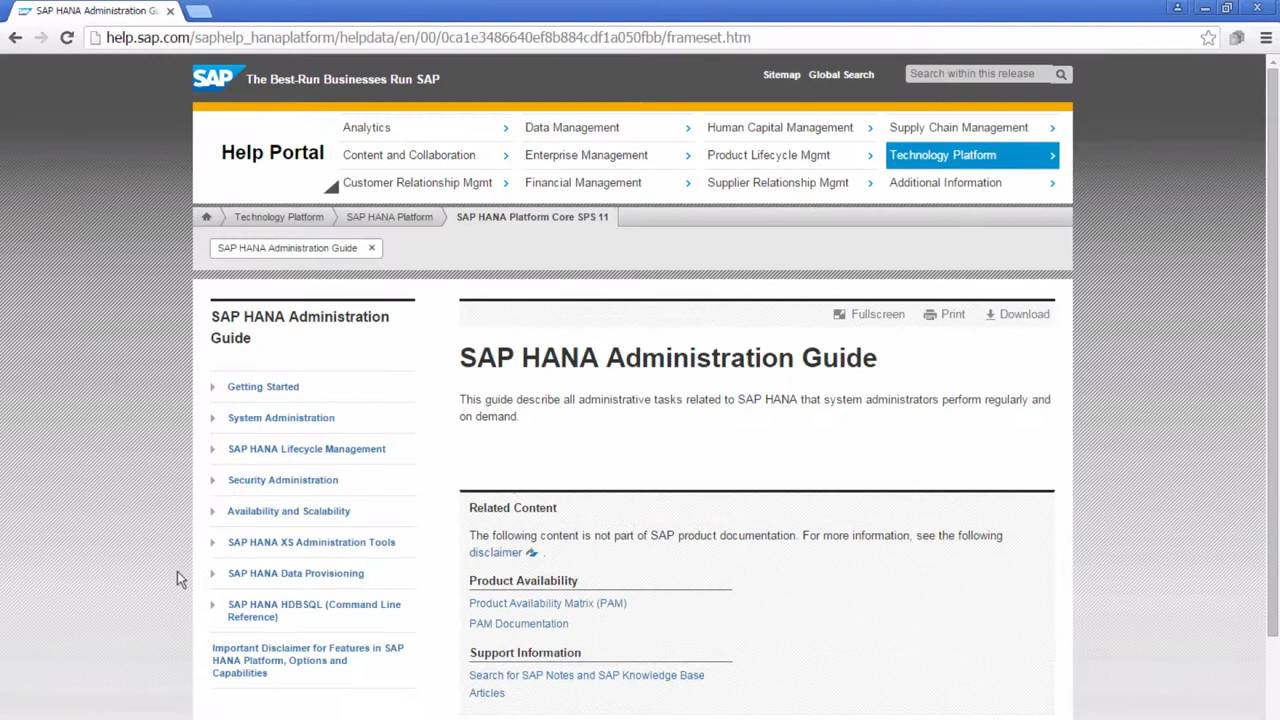 SAP HANA Administration G
help.sap.com/saphelp_hanaplatform/helpdata/en/00/0ca1e3486640ef8b884cdf1a050fbb/frameset.htm
SAP The Best-Run Businesses Run SAP
Sitemap Global Search
Search within this release
Help Portal
Analytics
Data Management
Human Capital Management
Supply Chain Management
Content and Collaboration
Enterprise Management
Product Lifecycle Mgmt
Technology Platform
Customer Relationship Mgmt
Financial Management
Supplier Relationship Mgmt
Additional Information
Technology Platform
SAP HANA Platform
SAP HANA Platform Core SPS 11
SAP HANA Administration Guide
SAP HANA Administration
Guide
Getting Started
System Administration
SAP HANA Lifecycle Management
Security Administration
Availability and Scalability
SAP HANA XS Administration Tools
SAP HANA Data Provisioning
SAP HANA HDBSQL (Command Line
Reference)
Important Disclaimer for Features in SAP
HANA Platform, Options and
Capabilities
Fullscreen
Print
Download
SAP HANA Administration Guide
This guide describe all administrative tasks related to SAP HANA that system administrators perform regularly and
on demand.
Related Content
The following content is not part of SAP product documentation. For more information, see the following
disclaimer .
Product Availability
Product Availability Matrix (PAM)
PAM Documentation
Support Information
Search for SAP Notes and SAP Knowledge Base
Articles